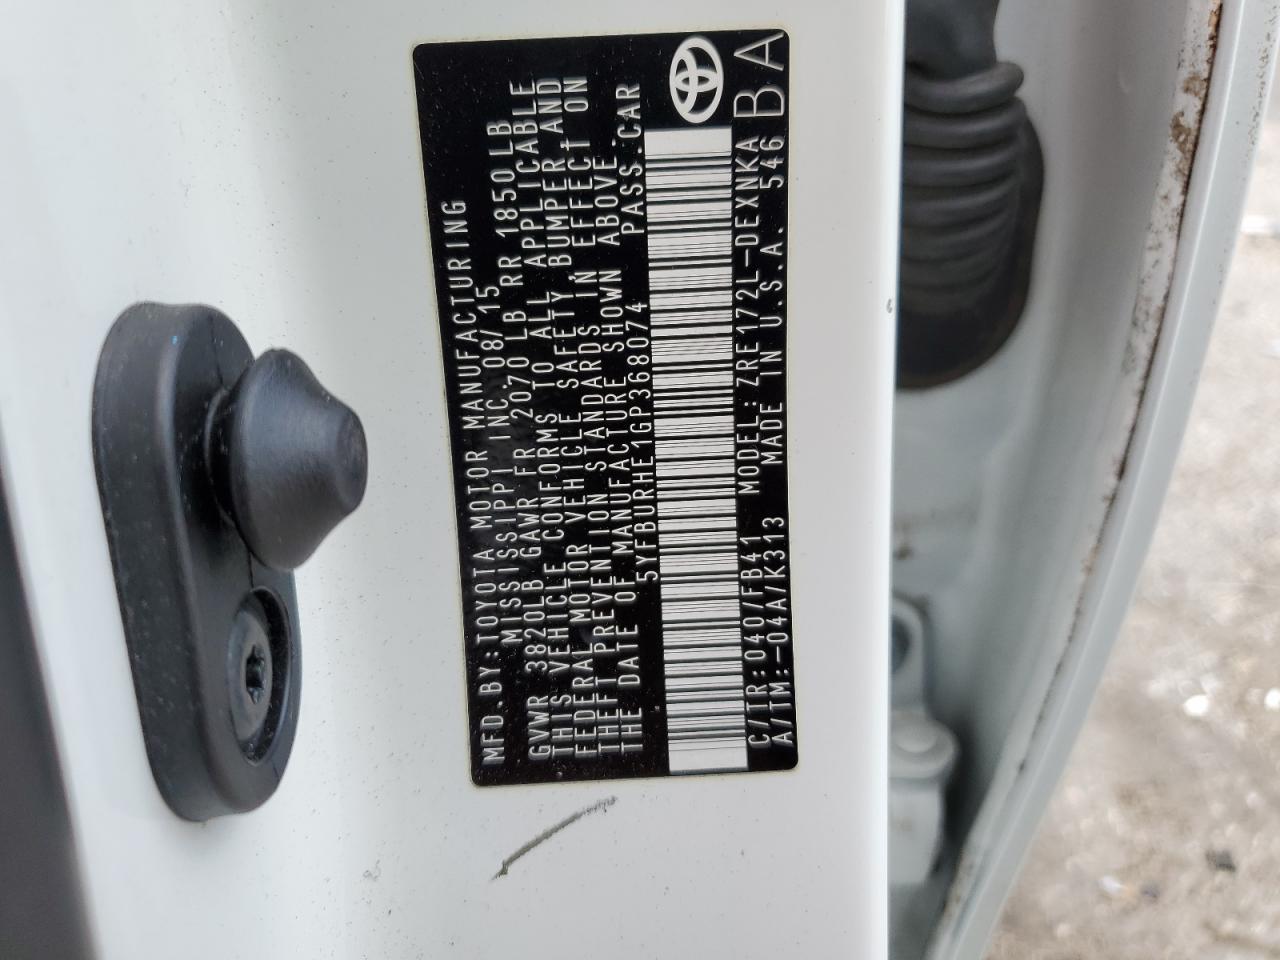 MFD.BY:TOYOTA MOTOR MANUFACTURING
MISSISSIPPI INC. 08/15
GVWR 3820LB GAWR FR 2070 LB RR 1850LB
THIS VEHICLE CONFORMS TO ALL APPLICABLE
FEDERAL MOTOR VEHICLE SAFETY,BUMPER,AND
THEFT PREVENTION STANDARDS IN EFFECT ON
THE DATE OF MANUFACTURE SHOWN ABOVE.
5YFBURHE1GP368074 PASS.CAR
C/TR:040/FB41 MODEL:ZRE172L-DEXNKA
A/TM:-04A/K313 MADE IN U.S.A. 546
BA